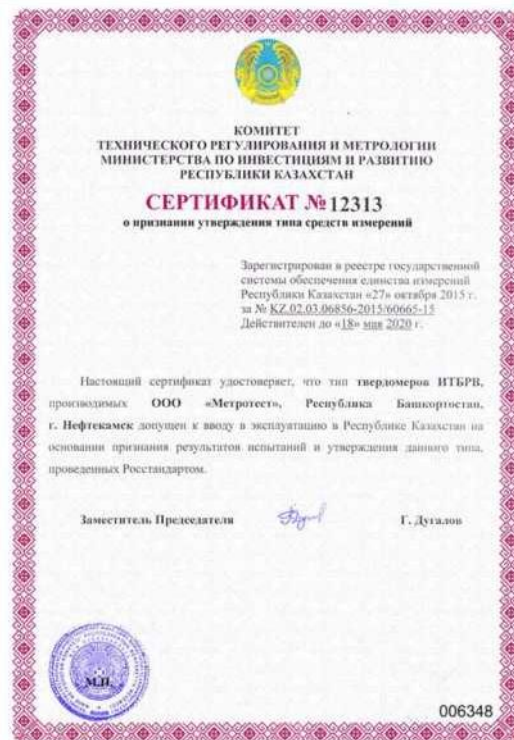 КОМИТЕТ
ТЕХНИЧЕСКОГО РЕГУЛИРОВАНИЯ И МЕТРОЛОГИИ
МИНИСТЕРСТВА ПО ИНВЕСТИЦИЯМ И РАЗВИТИЮ
РЕСПУБЛИКИ КАЗАХСТАН
СЕРТИФИКАТ № 12313
о признании утверждения типа средств измерений
Зарегистрирован в реестре государственной
системы обеспечения единства измерений
Республики Казахстан «27» октября 2015 г.
за № KZ.02.03.06856-2015/60665-15
Действителен до «18» мая 2020 г.
Настоящий сертификат удостоверяет, что тип твердомеров ИТБРВ,
производимых ООО «Метротест», Республика Башкортостан,
г. Нефтекамск допущен к вводу в эксплуатацию в Республике Казахстан на
основании признания результатов испытаний и утверждения данного типа,
проведенных Росстандартом.
Заместитель Председателя Г. Дугалов
М.П.
006348